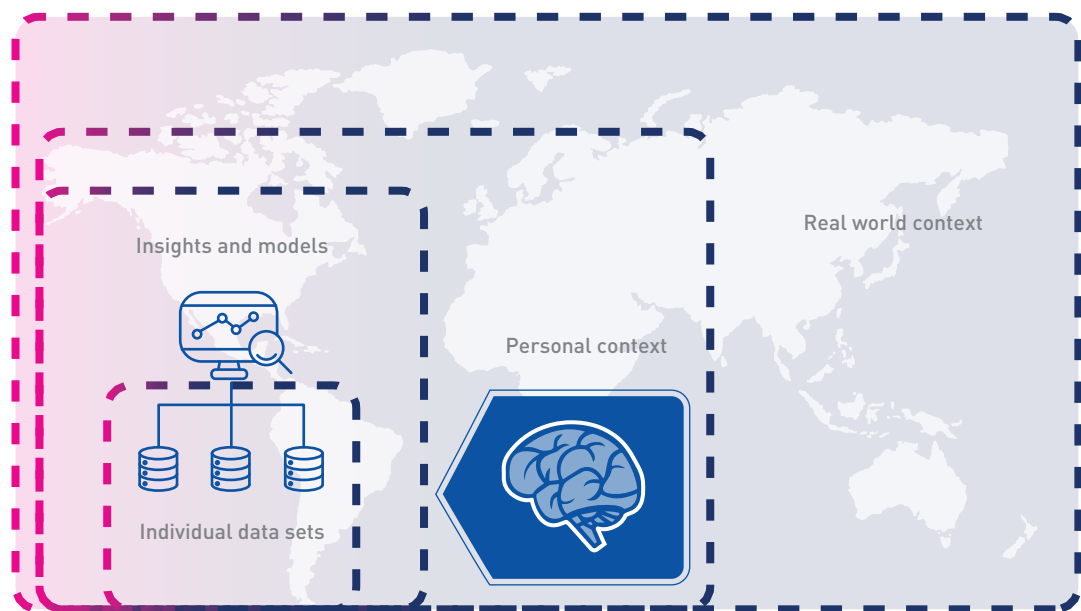 Real world context
Insights and models
Personal context
Individual data sets